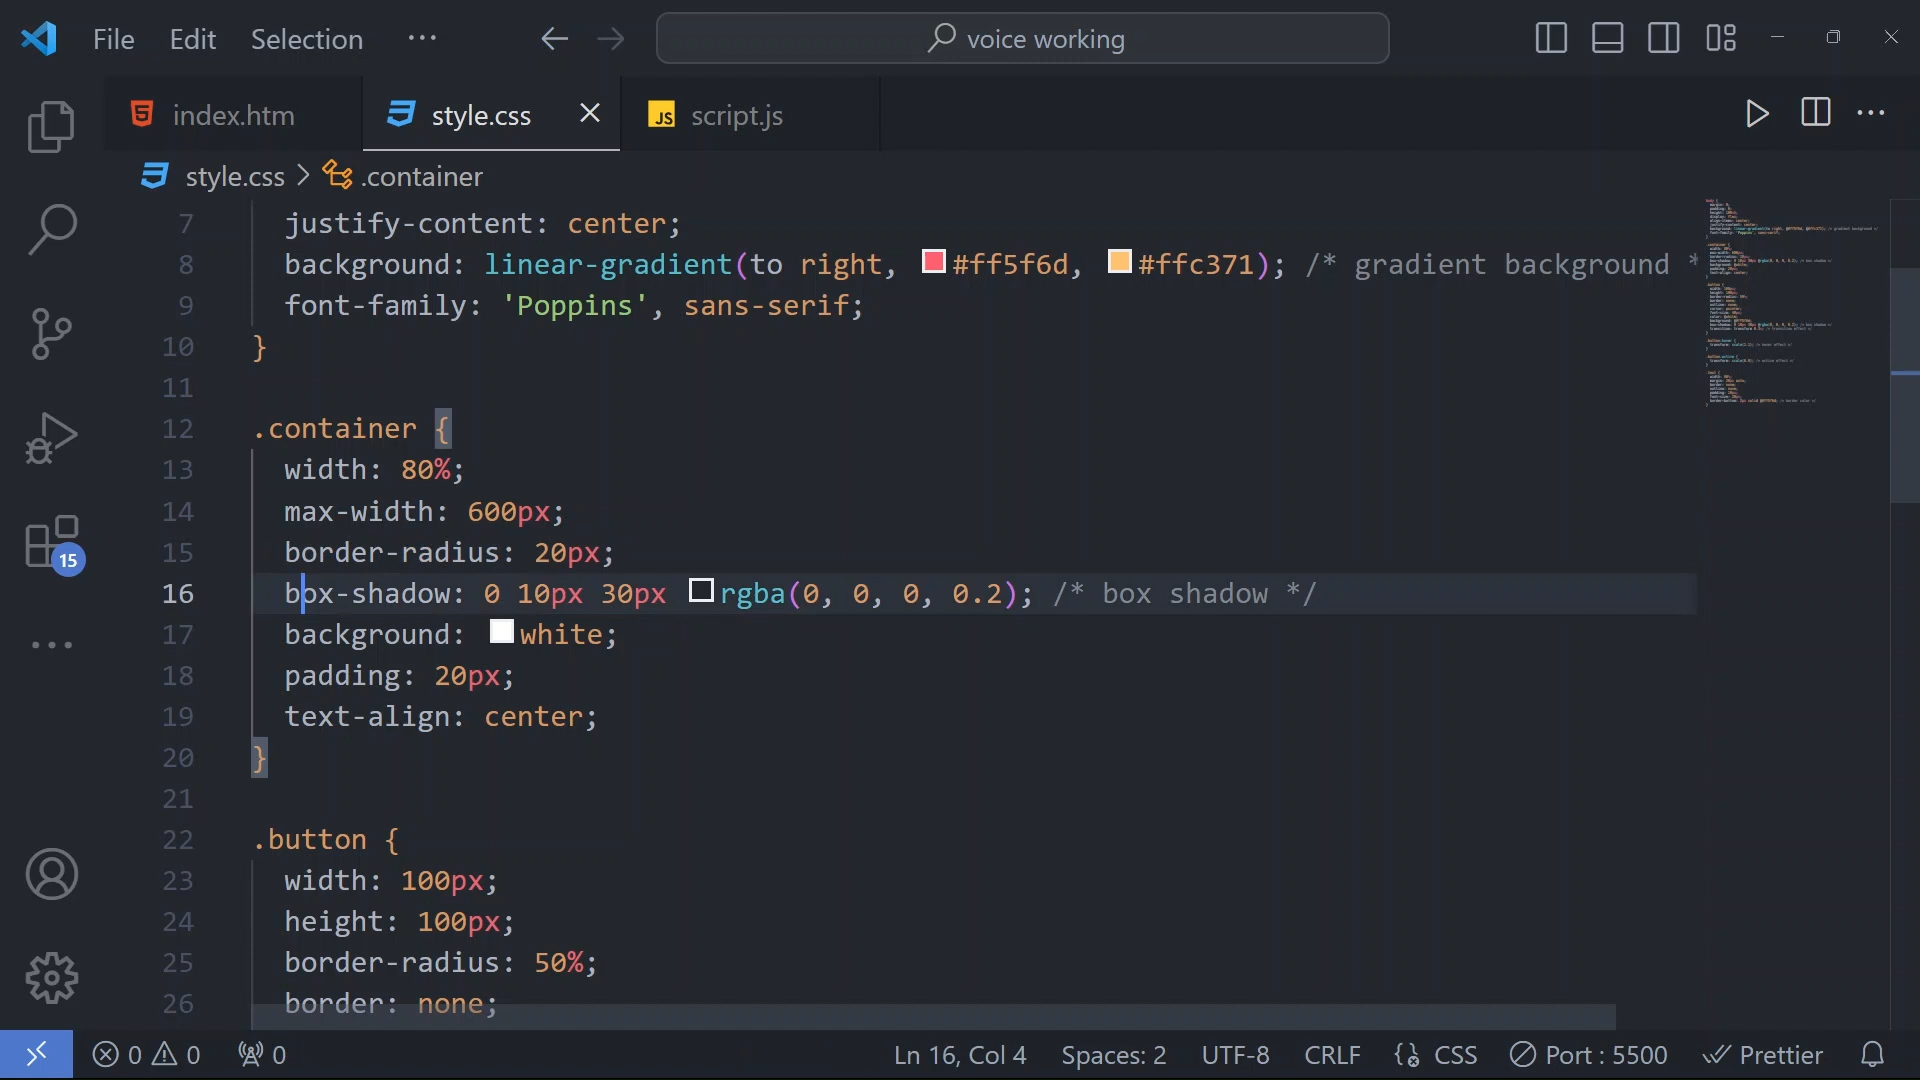 File Edit Selection ··· voice working
index.htm style.css script.js
style.css > .container
7 justify-content: center;
8 background: linear-gradient(to right, #ff5f6d, #ffc371); /* gradient background *
9 font-family: 'Poppins', sans-serif;
10 }
11
12 .container {
13 width: 80%;
14 max-width: 600px;
15 border-radius: 20px;
16 box-shadow: 0 10px 30px rgba(0, 0, 0, 0.2); /* box shadow */
17 background: white;
18 padding: 20px;
19 text-align: center;
20 }
21
22 .button {
23 width: 100px;
24 height: 100px;
25 border-radius: 50%;
26 border: none;
15
0 0 0 Ln 16, Col 4 Spaces: 2 UTF-8 CRLF CSS Port : 5500 Prettier